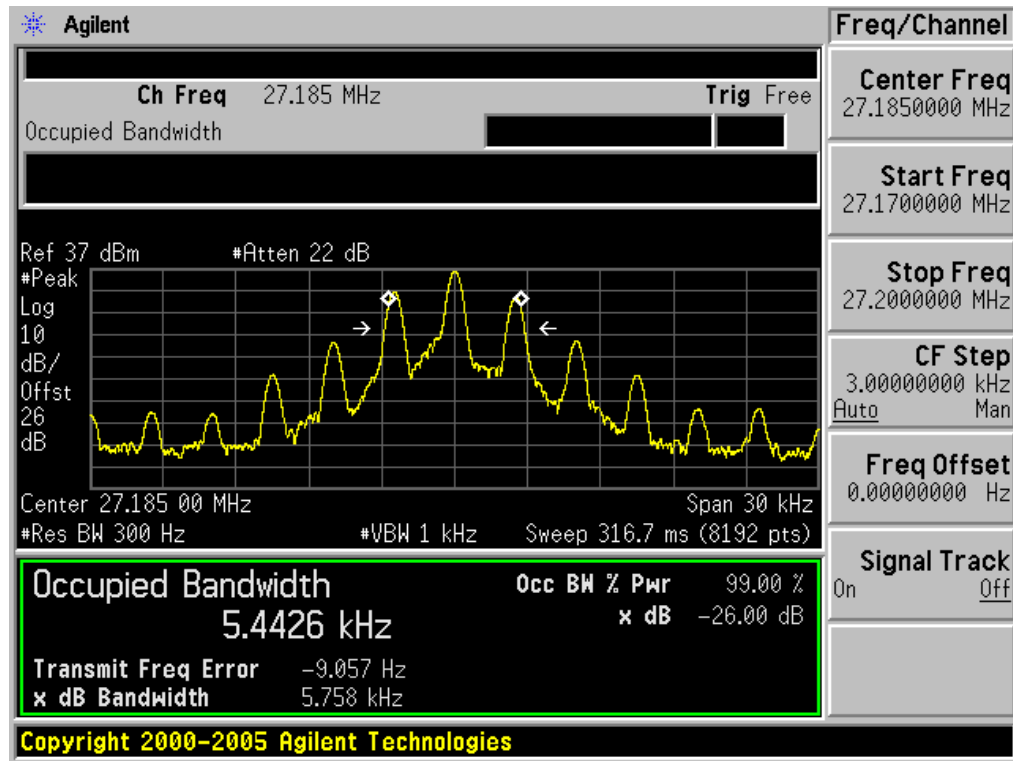 Agilent
Freq/Channel
Ch Freq 27.185 MHz Trig Free
Occupied Bandwidth
Center Freq
27.1850000 MHz
Start Freq
27.1700000 MHz
Stop Freq
27.2000000 MHz
CF Step
3.00000000 kHz
Auto Man
Freq Offset
0.00000000 Hz
Signal Track
On Off
Ref 37 dBm #Atten 22 dB
#Peak
Log
10
dB/
Offst
26
dB
Center 27.185 00 MHz Span 30 kHz
#Res BW 300 Hz #VBW 1 kHz Sweep 316.7 ms (8192 pts)
Occupied Bandwidth Occ BW % Pwr 99.00 %
5.4426 kHz x dB -26.00 dB
Transmit Freq Error -9.057 Hz
x dB Bandwidth 5.758 kHz
Copyright 2000-2005 Agilent Technologies